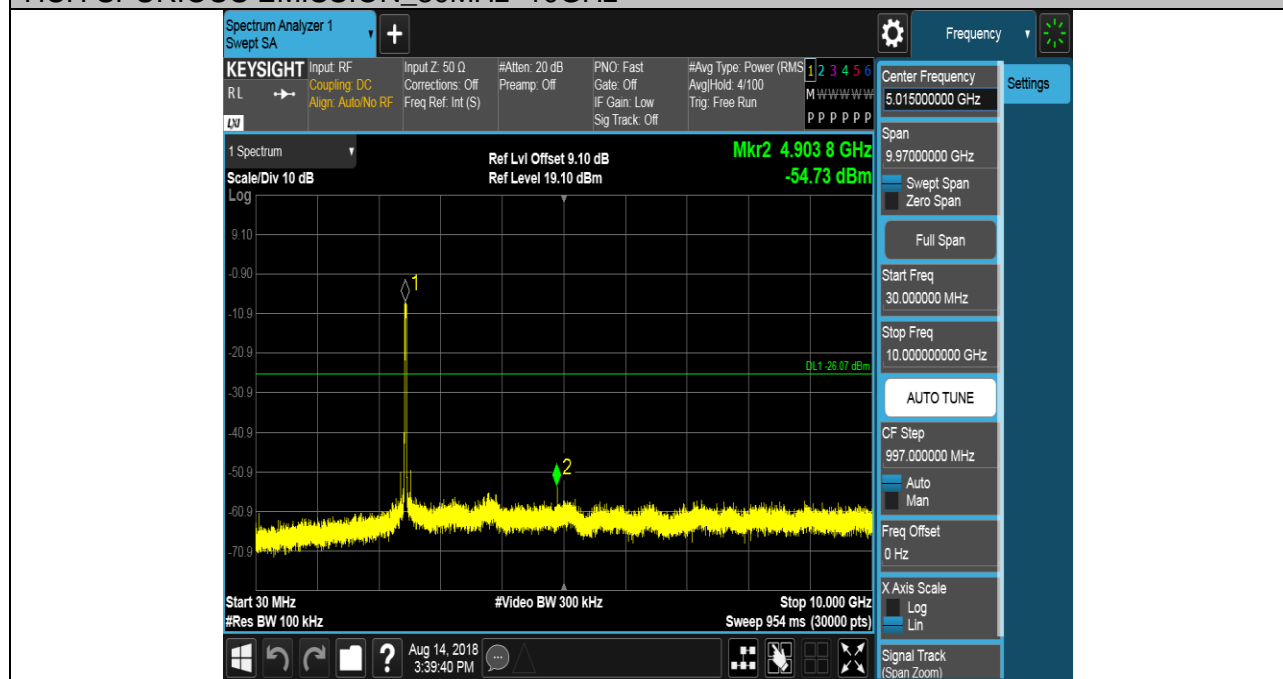 Spectrum Analyzer 1
Swept SA
+
Frequency
KEYSIGHT
RL
LXI
Input: RF
Coupling: DC
Align: Auto/No RF
Input Z: 50 Ω
Corrections: Off
Freq Ref: Int (S)
#Atten: 20 dB
Preamp: Off
PNO: Fast
Gate: Off
IF Gain: Low
Sig Track: Off
#Avg Type: Power (RMS
Avg|Hold: 4/100
Trig: Free Run
1 2 3 4 5 6
M W W W W W
P P P P P P
1 Spectrum
Scale/Div 10 dB
Ref Lvl Offset 9.10 dB
Ref Level 19.10 dBm
Mkr2 4.903 8 GHz
-54.73 dBm
Log
9.10
-0.90
-10.9
-20.9
-30.9
-40.9
-50.9
-60.9
-70.9
1
DL1 -26.07 dBm
2
Start 30 MHz
#Res BW 100 kHz
#Video BW 300 kHz
Stop 10.000 GHz
Sweep 954 ms (30000 pts)
?
Aug 14, 2018
3:39:40 PM
Center Frequency
5.015000000 GHz
Span
9.97000000 GHz
Swept Span
Zero Span
Full Span
Start Freq
30.000000 MHz
Stop Freq
10.000000000 GHz
AUTO TUNE
CF Step
997.000000 MHz
Auto
Man
Freq Offset
0 Hz
X Axis Scale
Log
Lin
Signal Track
(Span Zoom)
Settings